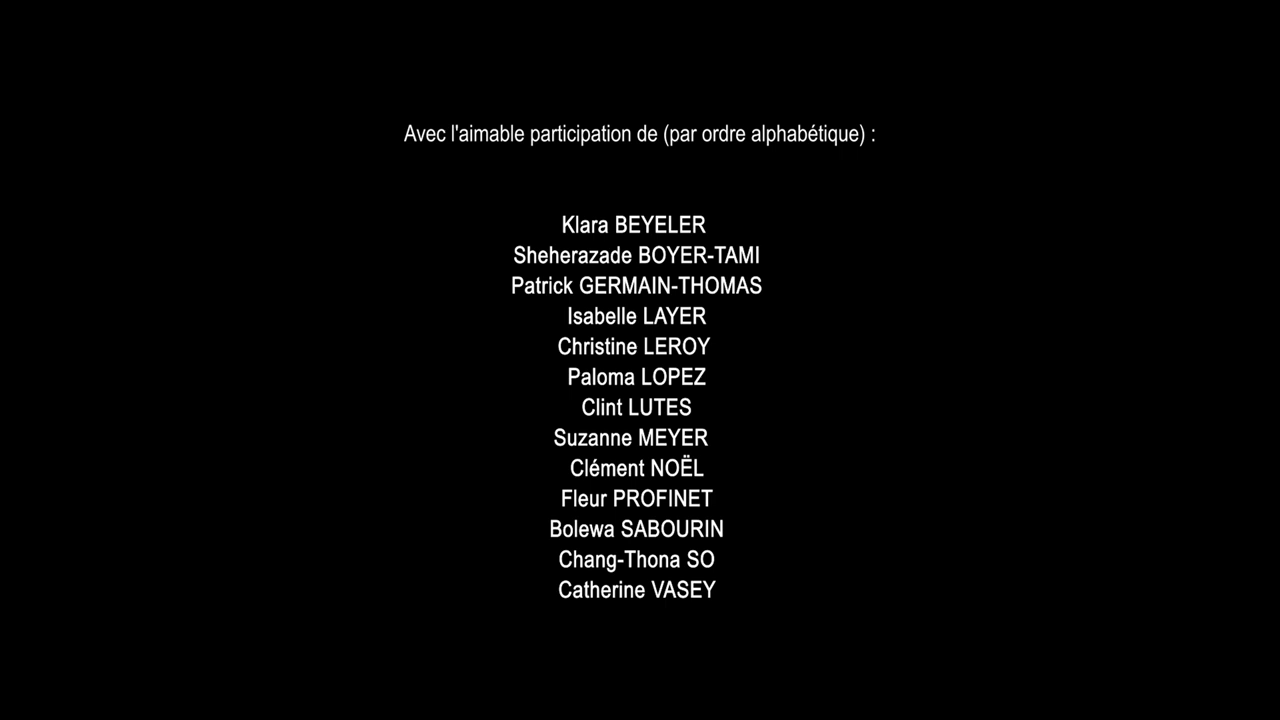 Avec l'aimable participation de (par ordre alphabétique) :
Klara BEYELER
Sheherazade BOYER-TAMI
Patrick GERMAIN-THOMAS
Isabelle LAYER
Christine LEROY
Paloma LOPEZ
Clint LUTES
Suzanne MEYER
Clément NOËL
Fleur PROFINET
Bolewa SABOURIN
Chang-Thona SO
Catherine VASEY